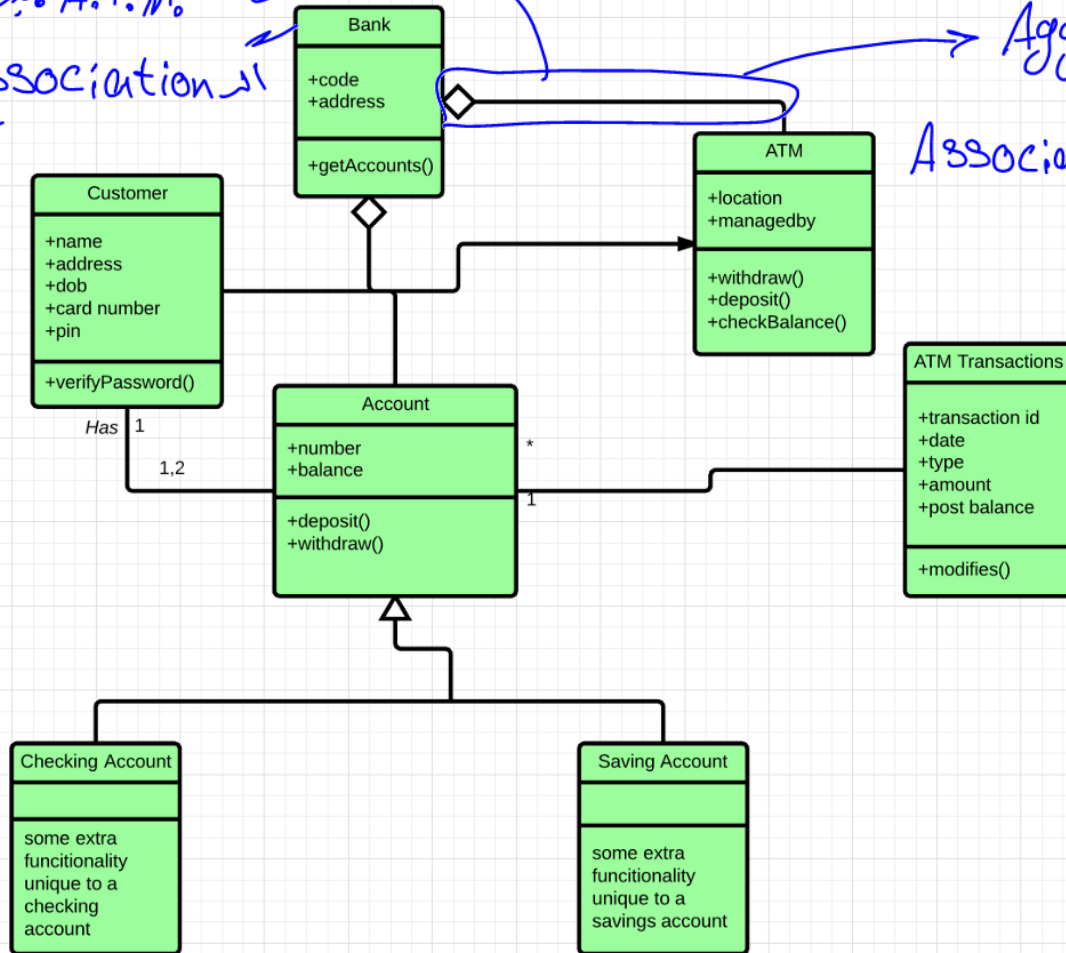 A.T.M.
Bank
+code
+address
+getAccounts()
ssociation ال
Agg
Associa
ATM
+location
+managedby
+withdraw()
+deposit()
+checkBalance()
Customer
+name
+address
+dob
+card number
+pin
+verifyPassword()
Has
1
1,2
Account
+number
+balance
+deposit()
+withdraw()
*
1
ATM Transactions
+transaction id
+date
+type
+amount
+post balance
+modifies()
Checking Account
some extra
funcitionality
unique to a
checking
account
Saving Account
some extra
funcitionality
unique to a
savings account